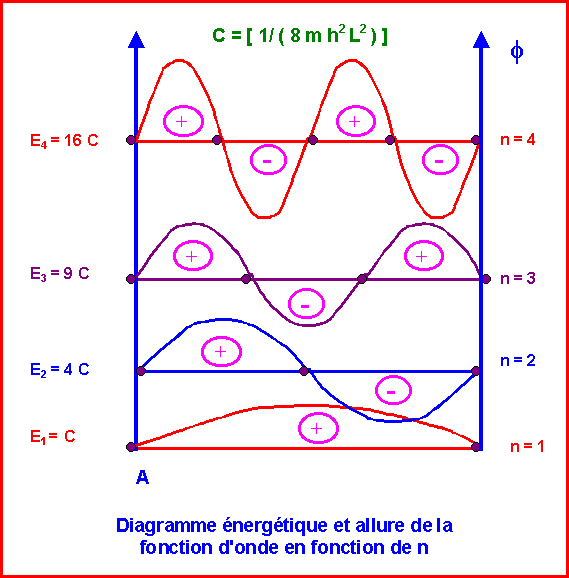 C = [ 1/ ( 8 m h² L² ) ]
ϕ
+ +
E₄ = 16 C n = 4
- -
+ +
E₃ = 9 C n = 3
-
+
E₂ = 4 C n = 2
-
E₁ = C + n = 1
A
Diagramme énergétique et allure de la
fonction d'onde en fonction de n